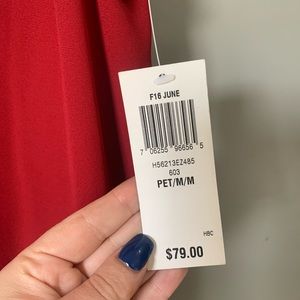 F16 JUNE
7 06255 96656 5
H56213EZ485
603
PET/M/M
HBC
$79.00